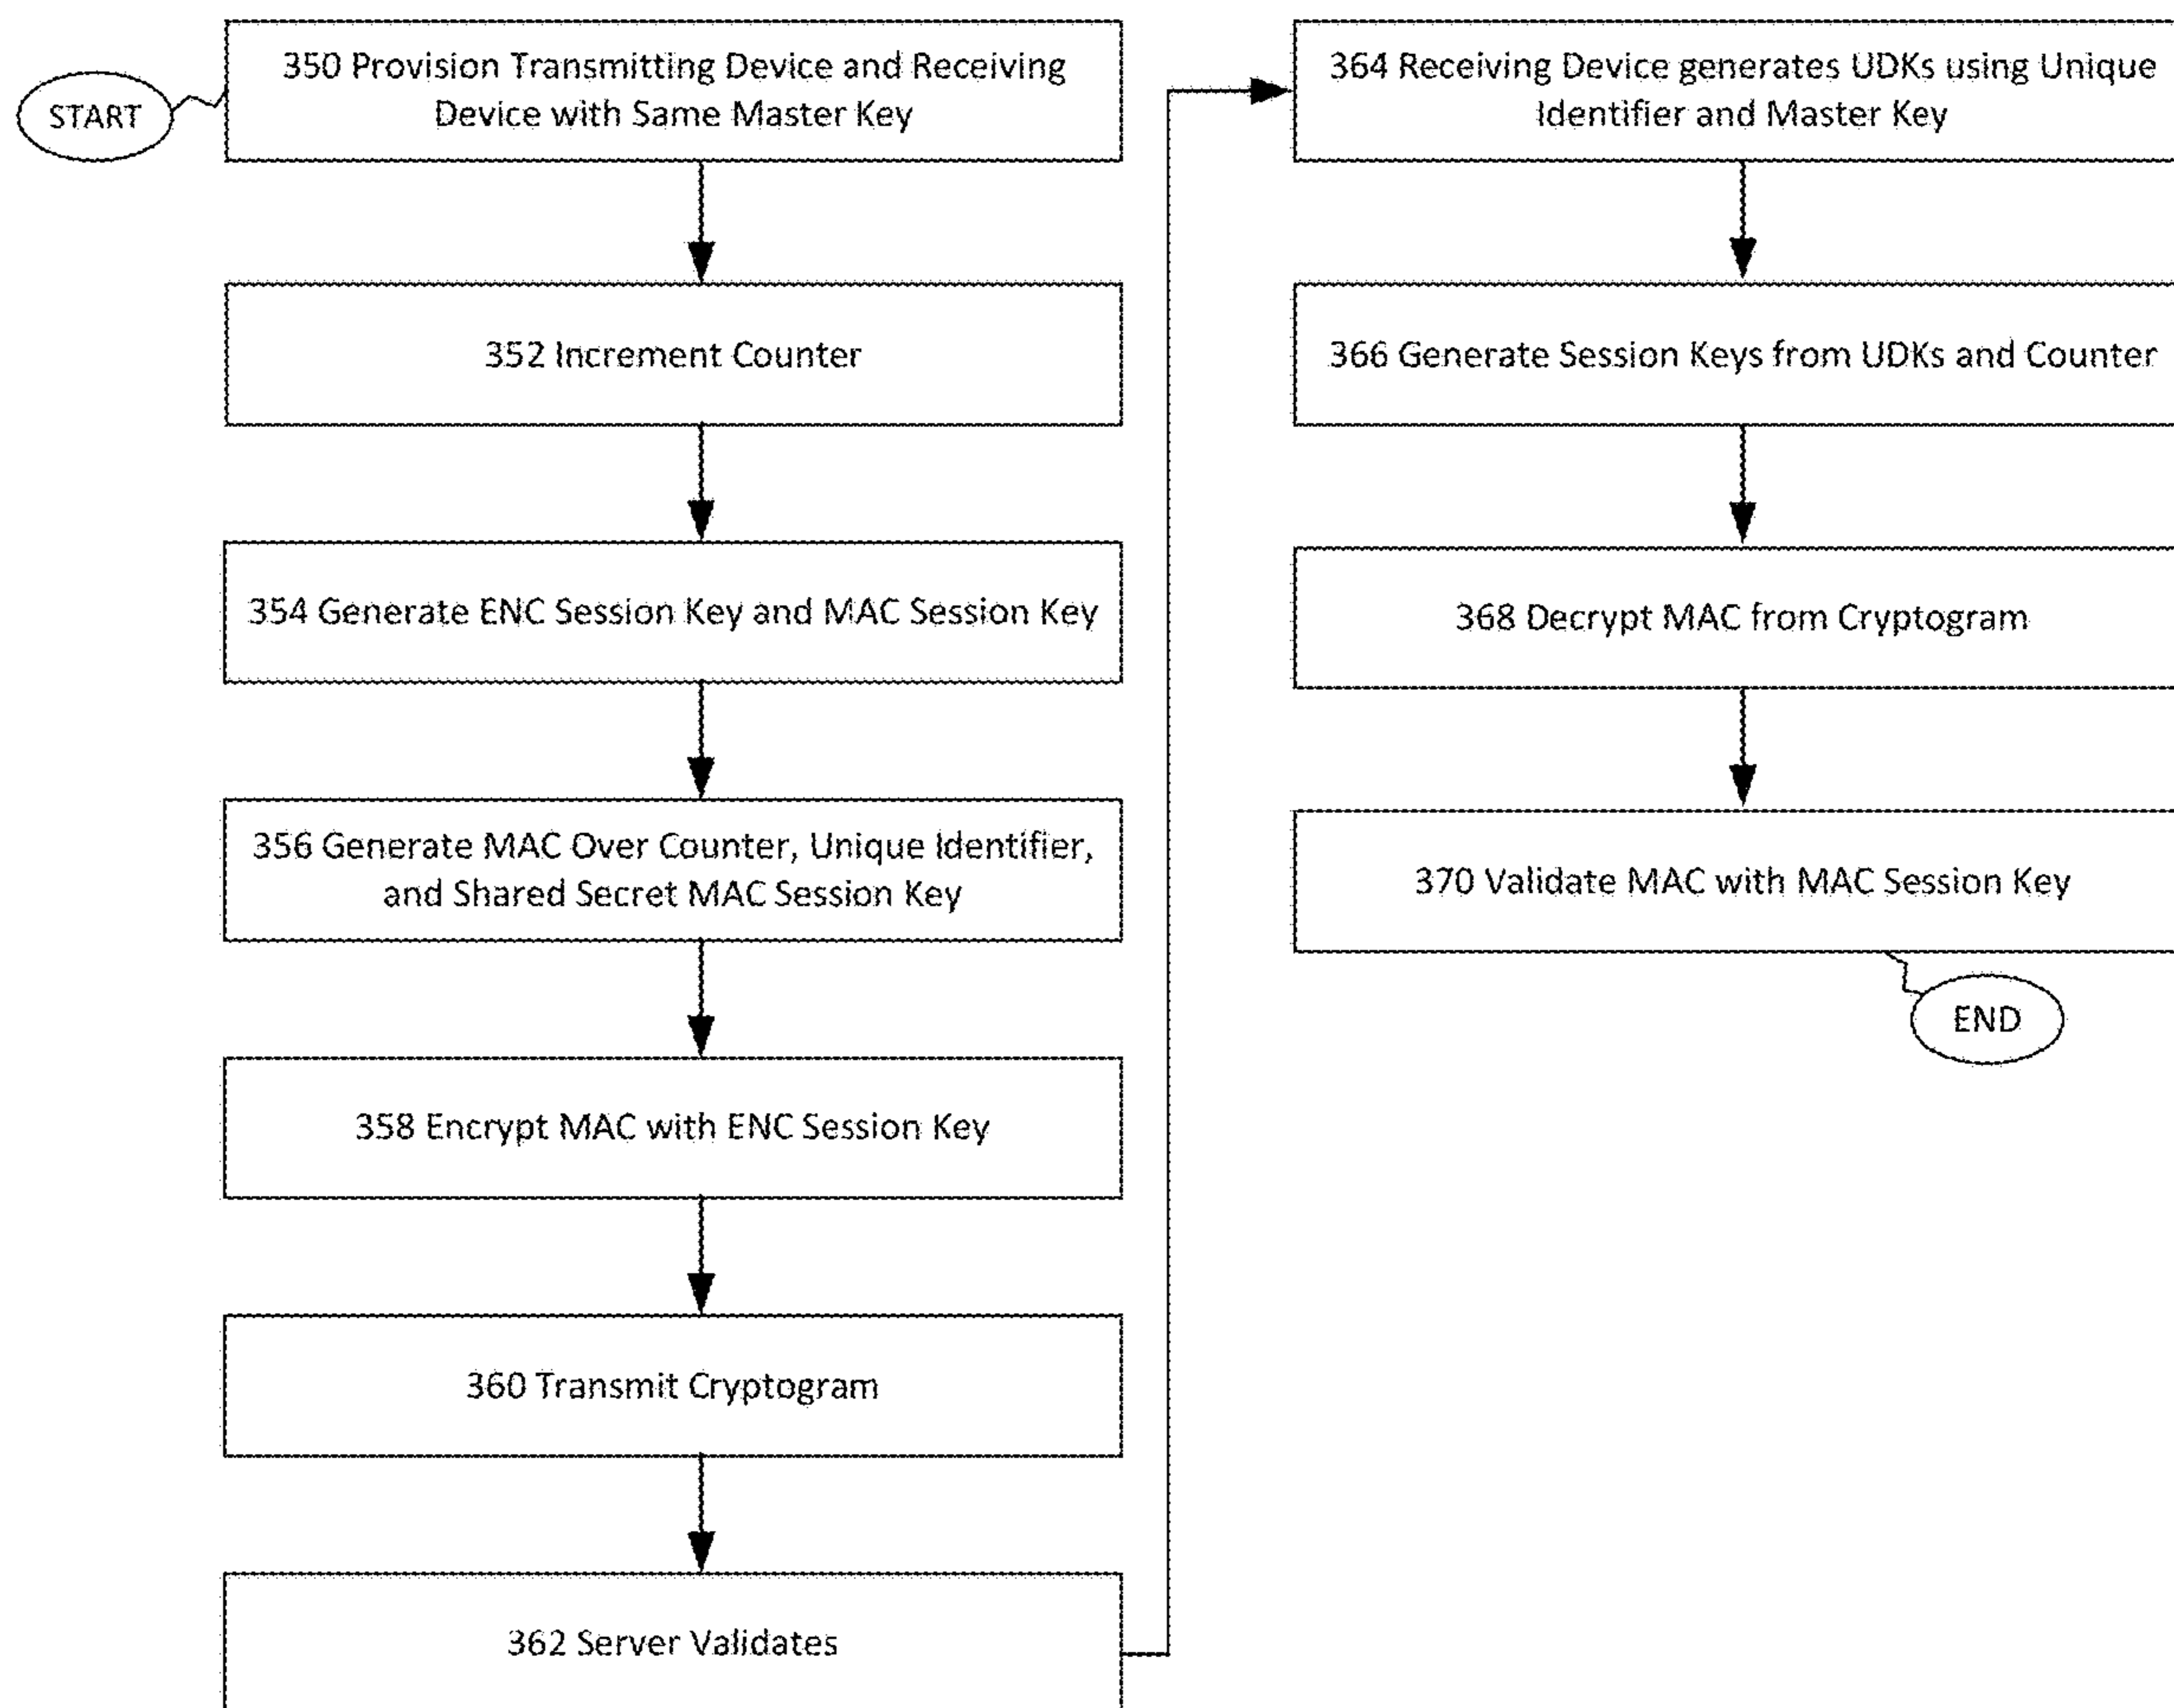 START
350 Provision Transmitting Device and Receiving
Device with Same Master Key
352 Increment Counter
354 Generate ENC Session Key and MAC Session Key
356 Generate MAC Over Counter, Unique Identifier,
and Shared Secret MAC Session Key
358 Encrypt MAC with ENC Session Key
360 Transmit Cryptogram
362 Server Validates
364 Receiving Device generates UDKs using Unique
Identifier and Master Key
366 Generate Session Keys from UDKs and Counter
368 Decrypt MAC from Cryptogram
370 Validate MAC with MAC Session Key
END